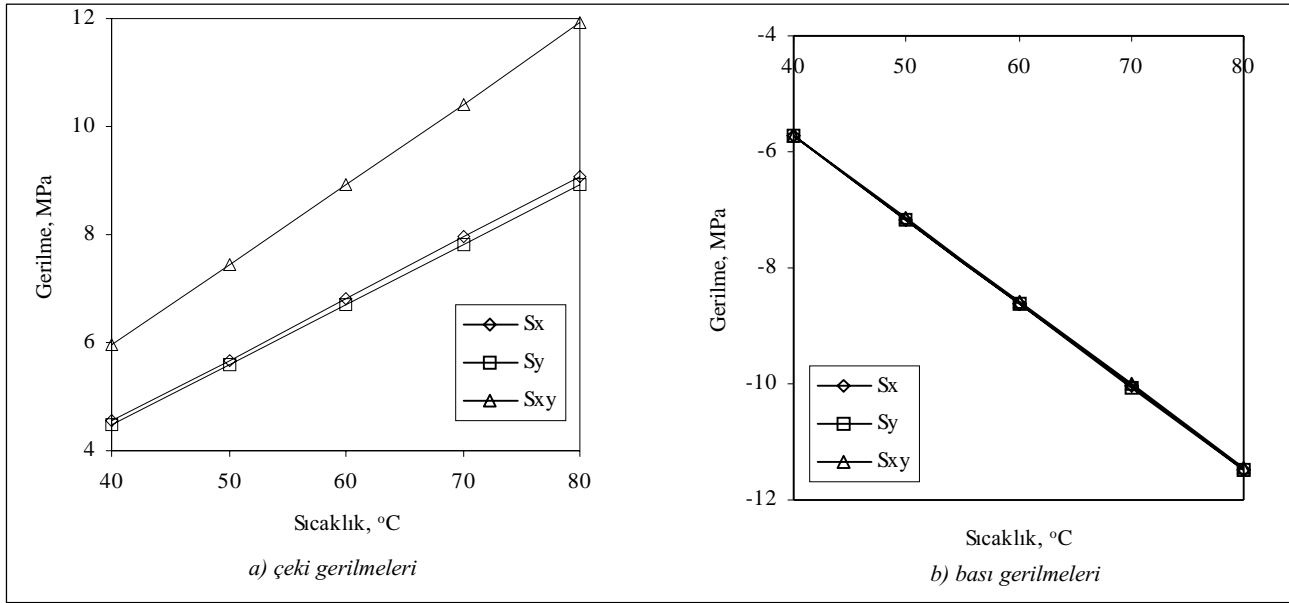 12
10
8
6
4
40
50
60
70
80
Gerilme, MPa
Sıcaklık, °C
Sx
Sy
Sxy
a) çeki gerilmeleri
-4
-6
-8
-10
-12
40
50
60
70
80
Gerilme, MPa
Sx
Sy
Sxy
Sıcaklık, °C
b) bası gerilmeleri